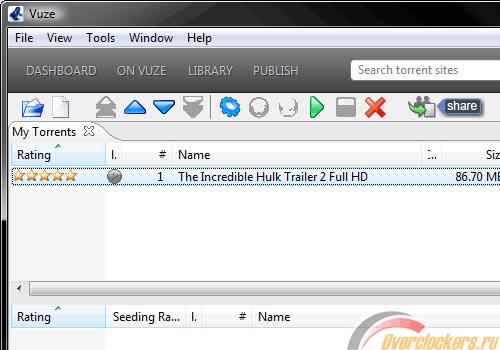 Vuze
File View Tools Window Help
DASHBOARD ON VUZE LIBRARY PUBLISH Search torrent sites
share
My Torrents
Rating I. # Name :.. Siz
1 The Incredible Hulk Trailer 2 Full HD 86.70 MB
Rating Seeding Ra... I. # Name
Overclockers.ru